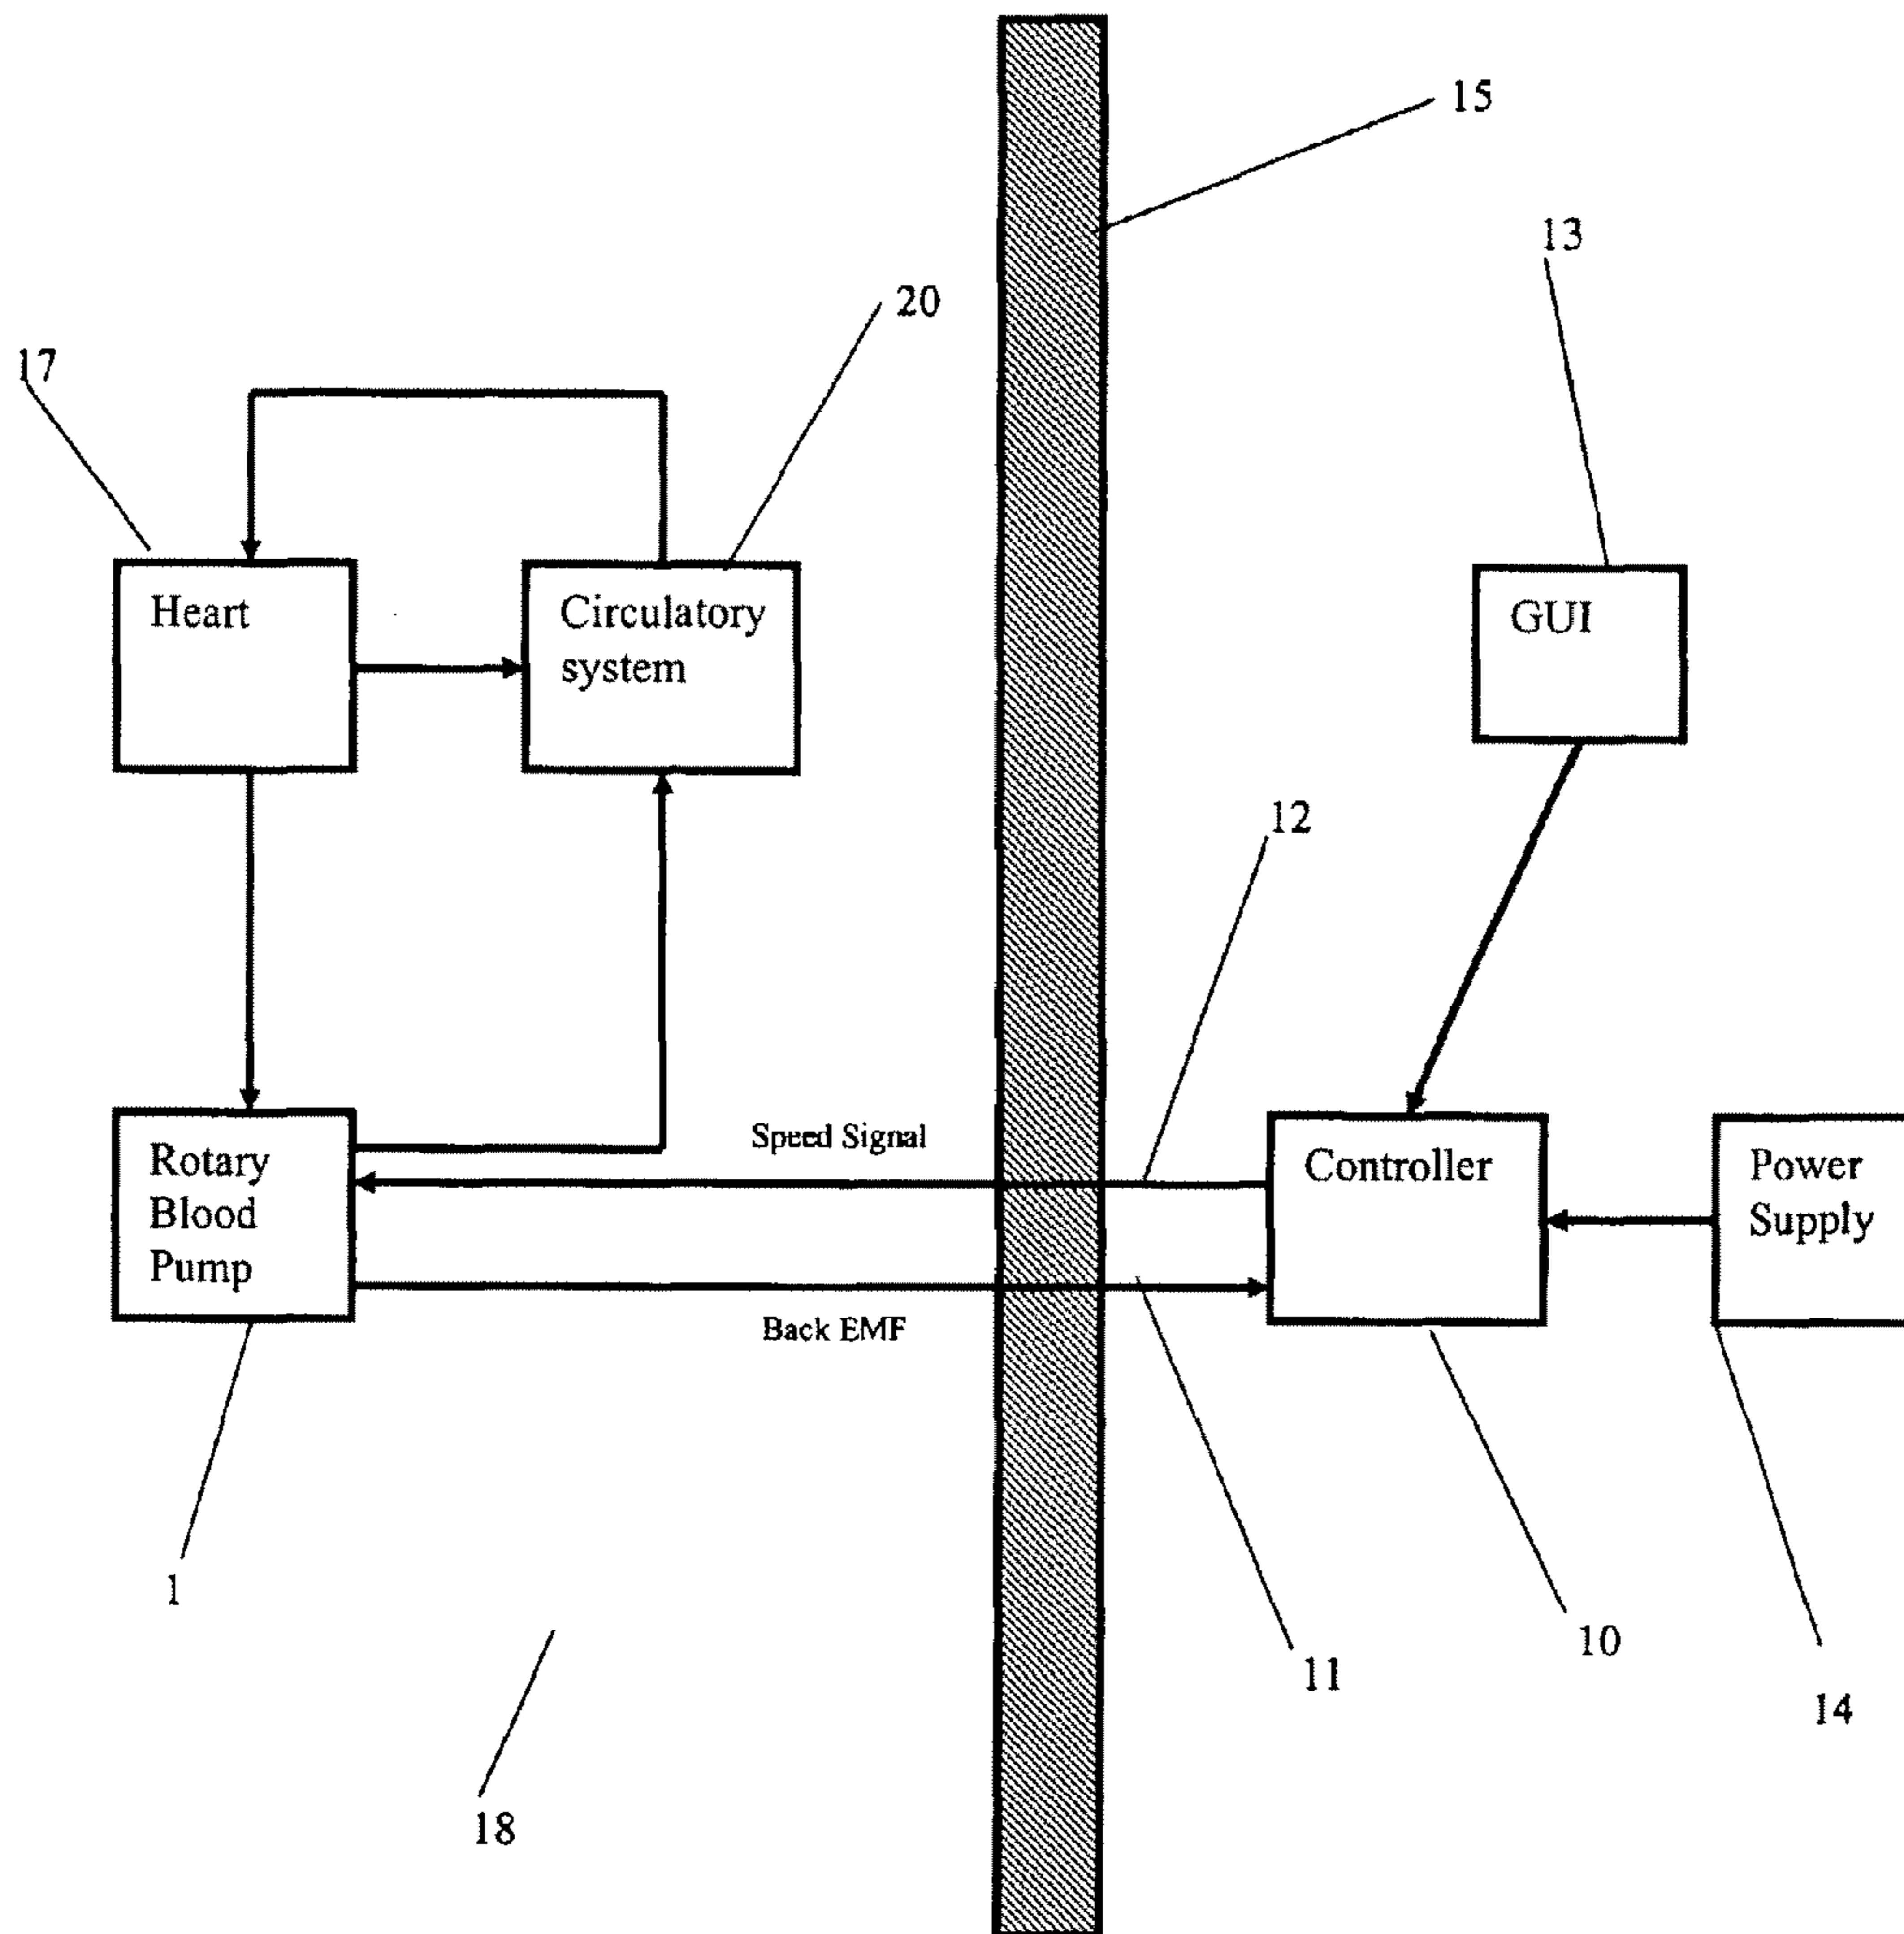 15
13
20
17
Heart
Circulatory
system
GUI
12
Speed Signal
Rotary
Blood
Pump
Controller
Power
Supply
Back EMF
1
11
10
14
18